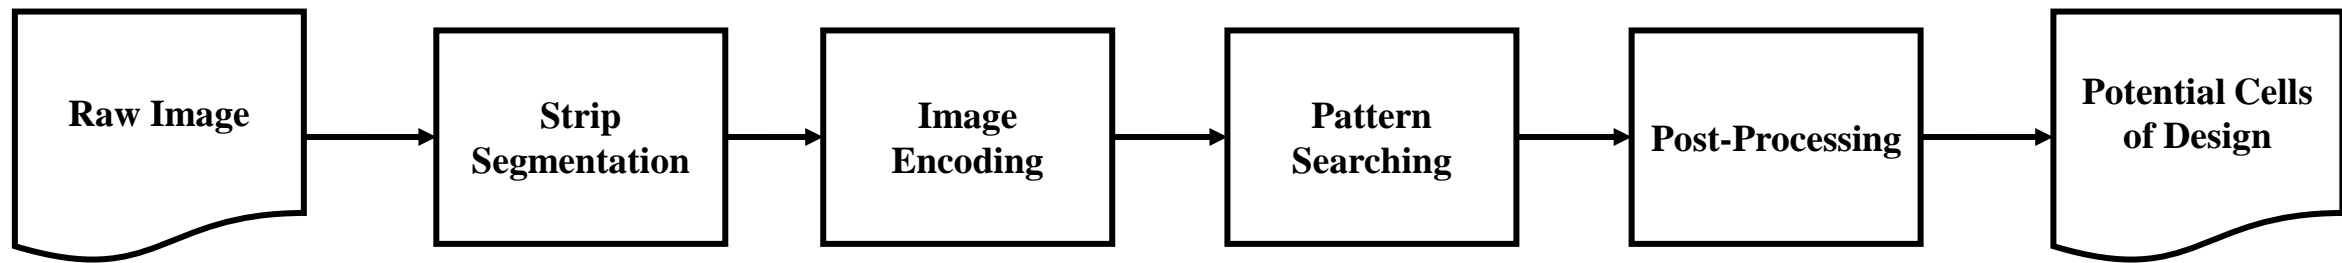 Raw Image
Strip
Segmentation
Image
Encoding
Pattern
Searching
Post-Processing
Potential Cells
of Design